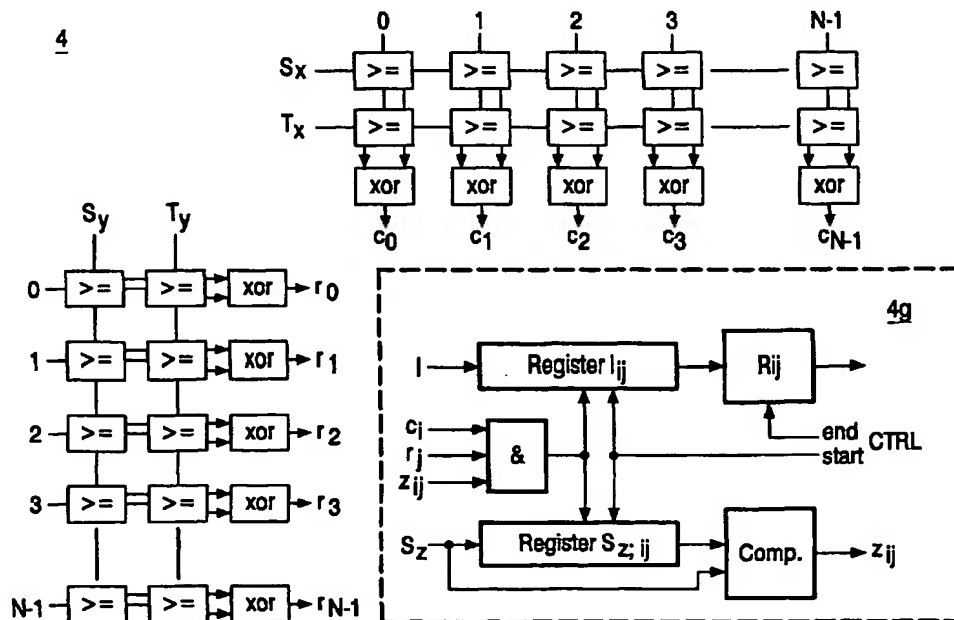 4
0 1 2 3 N-1
Sx >= >= >= >= >=
Tx >= >= >= >= >=
xor xor xor xor xor
c0 c1 c2 c3 cN-1
Sy Ty
0 >= >= xor r0
1 >= >= xor r1
2 >= >= xor r2
3 >= >= xor r3
N-1 >= >= xor rN-1
4g
I Register Iij Rij
ci
rj
zij
&
end
start
CTRL
Sz Register Sz; ij Comp. zij